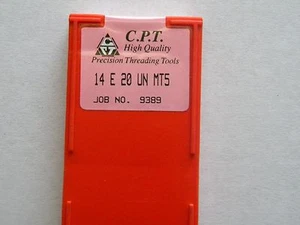 C.P.T.
High Quality
Precision Threading Tools
14 E 20 UN MT5
JOB NO. 9389